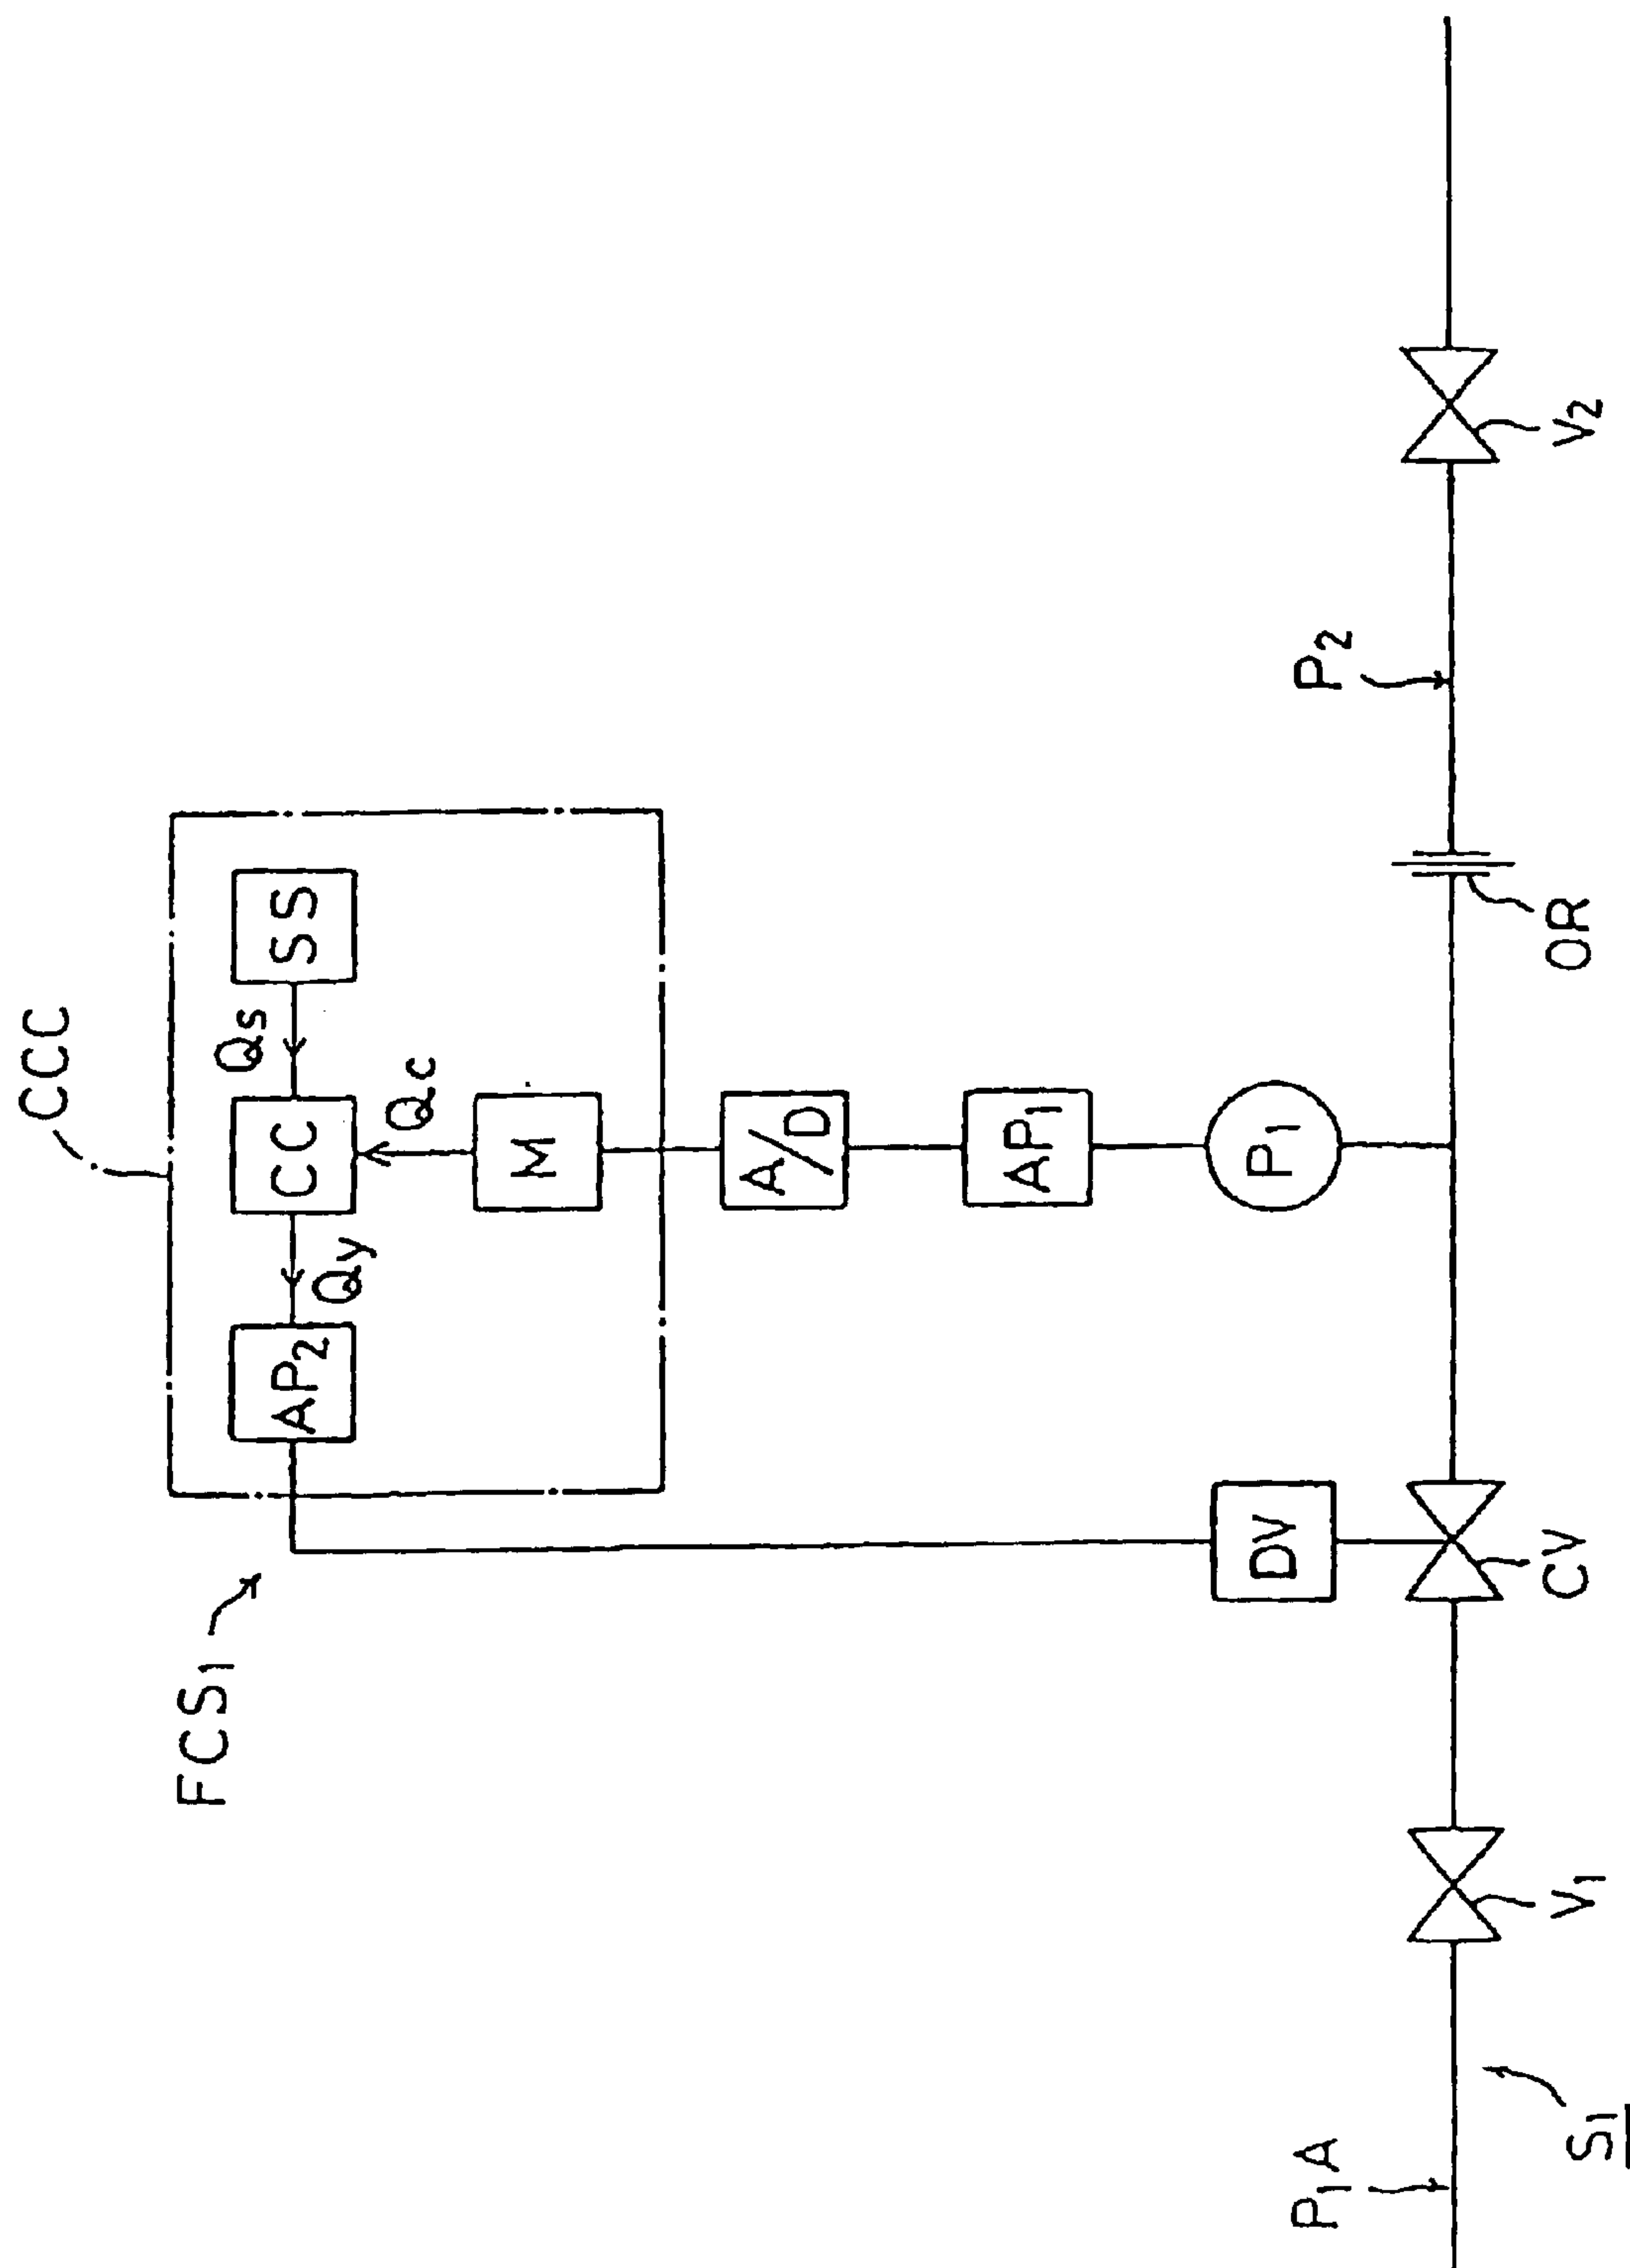 CCC
FCS₁
AP₂
Qy
CC
Qs
SS
Qc
M
A/D
AP₁
DV
P₁
P₁A
P₂
S₁
V₁
CV
OR
V₂